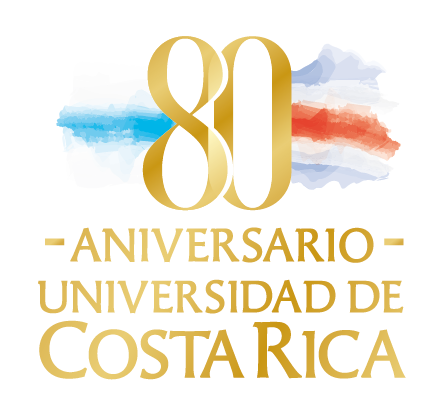 80
- ANIVERSARIO -
UNIVERSIDAD DE
COSTA RICA